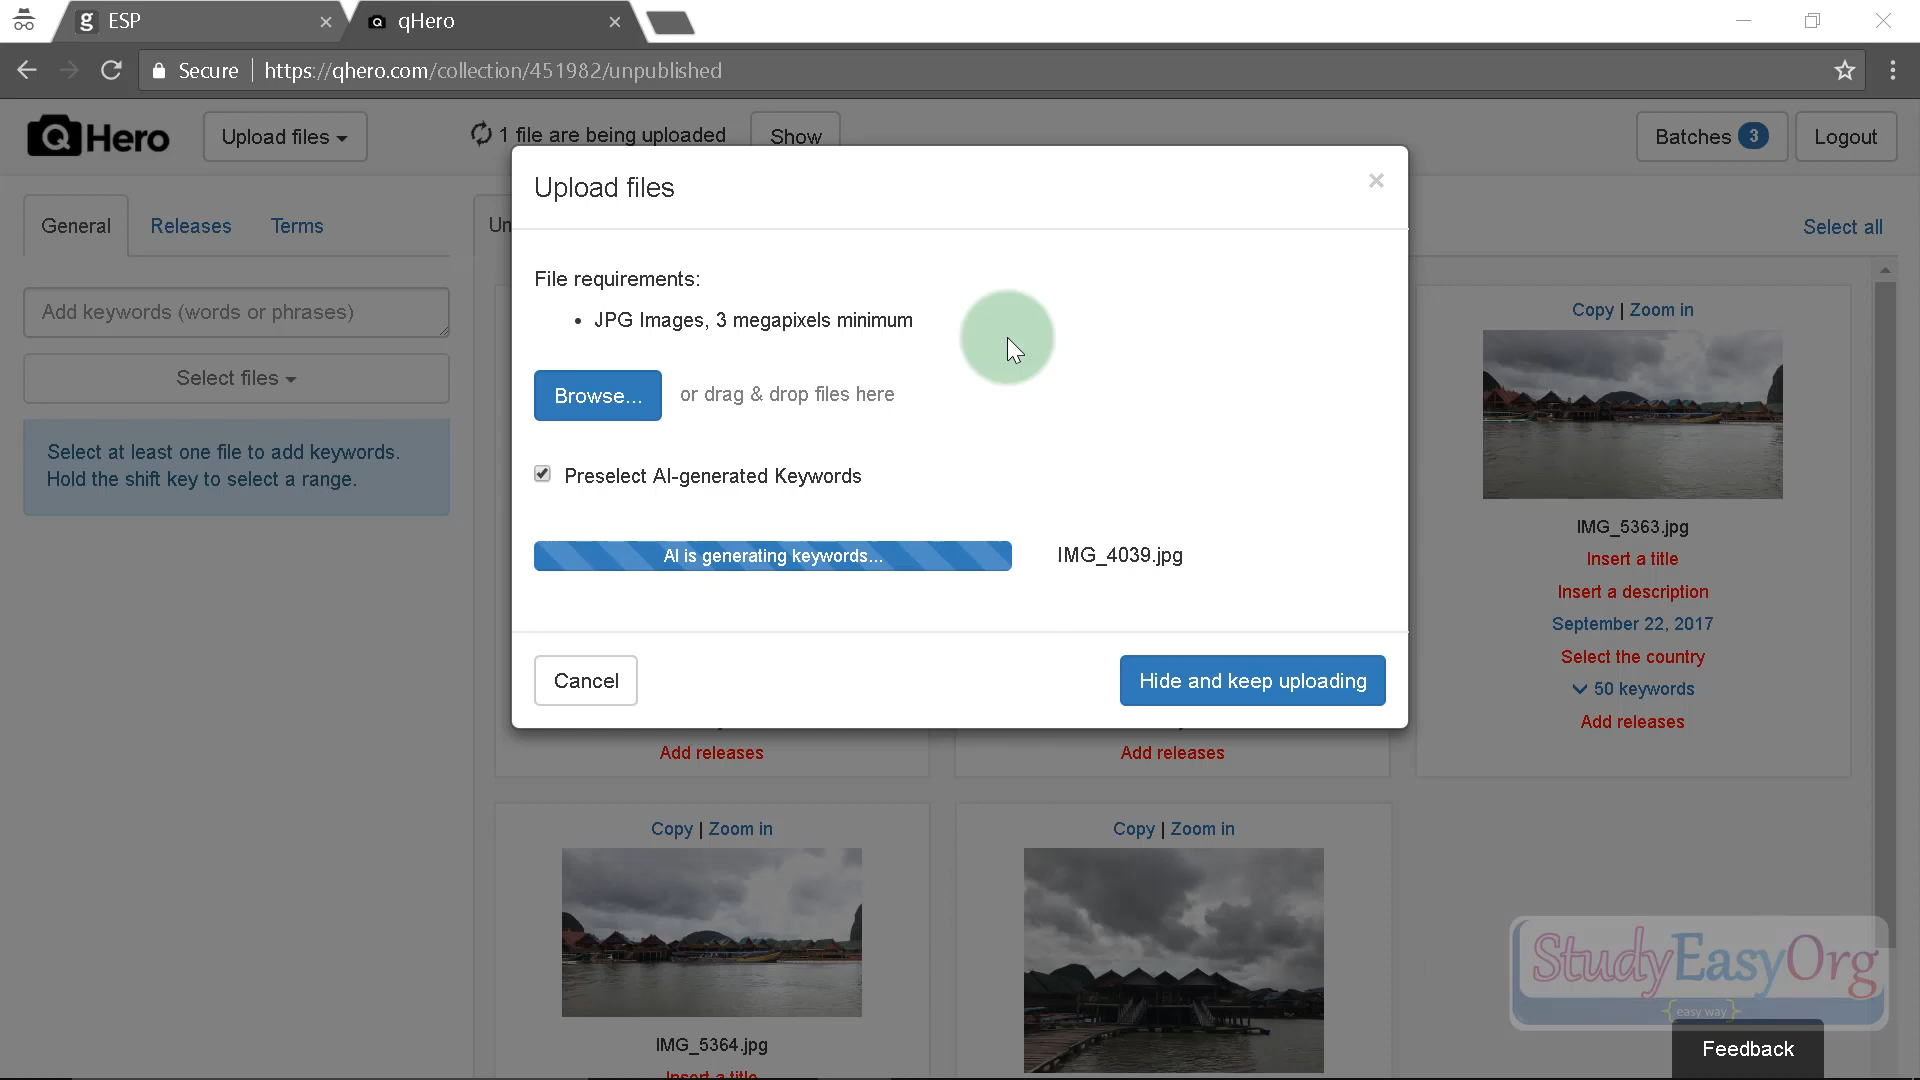 g ESP
qHero
Secure | https://qhero.com/collection/451982/unpublished
QHero
Upload files
1 file are being uploaded
Show
Batches 3
Logout
General
Releases
Terms
Un
Select all
Add keywords (words or phrases)
Select files
Select at least one file to add keywords.
Hold the shift key to select a range.
Upload files
×
File requirements:
• JPG Images, 3 megapixels minimum
Browse...
or drag & drop files here
Preselect AI-generated Keywords
AI is generating keywords...
IMG_4039.jpg
Cancel
Hide and keep uploading
Copy | Zoom in
IMG_5363.jpg
Insert a title
Insert a description
September 22, 2017
Select the country
50 keywords
Add releases
Add releases
Add releases
Copy | Zoom in
IMG_5364.jpg
Insert a title
Copy | Zoom in
StudyEasyOrg
{easy way}
Feedback